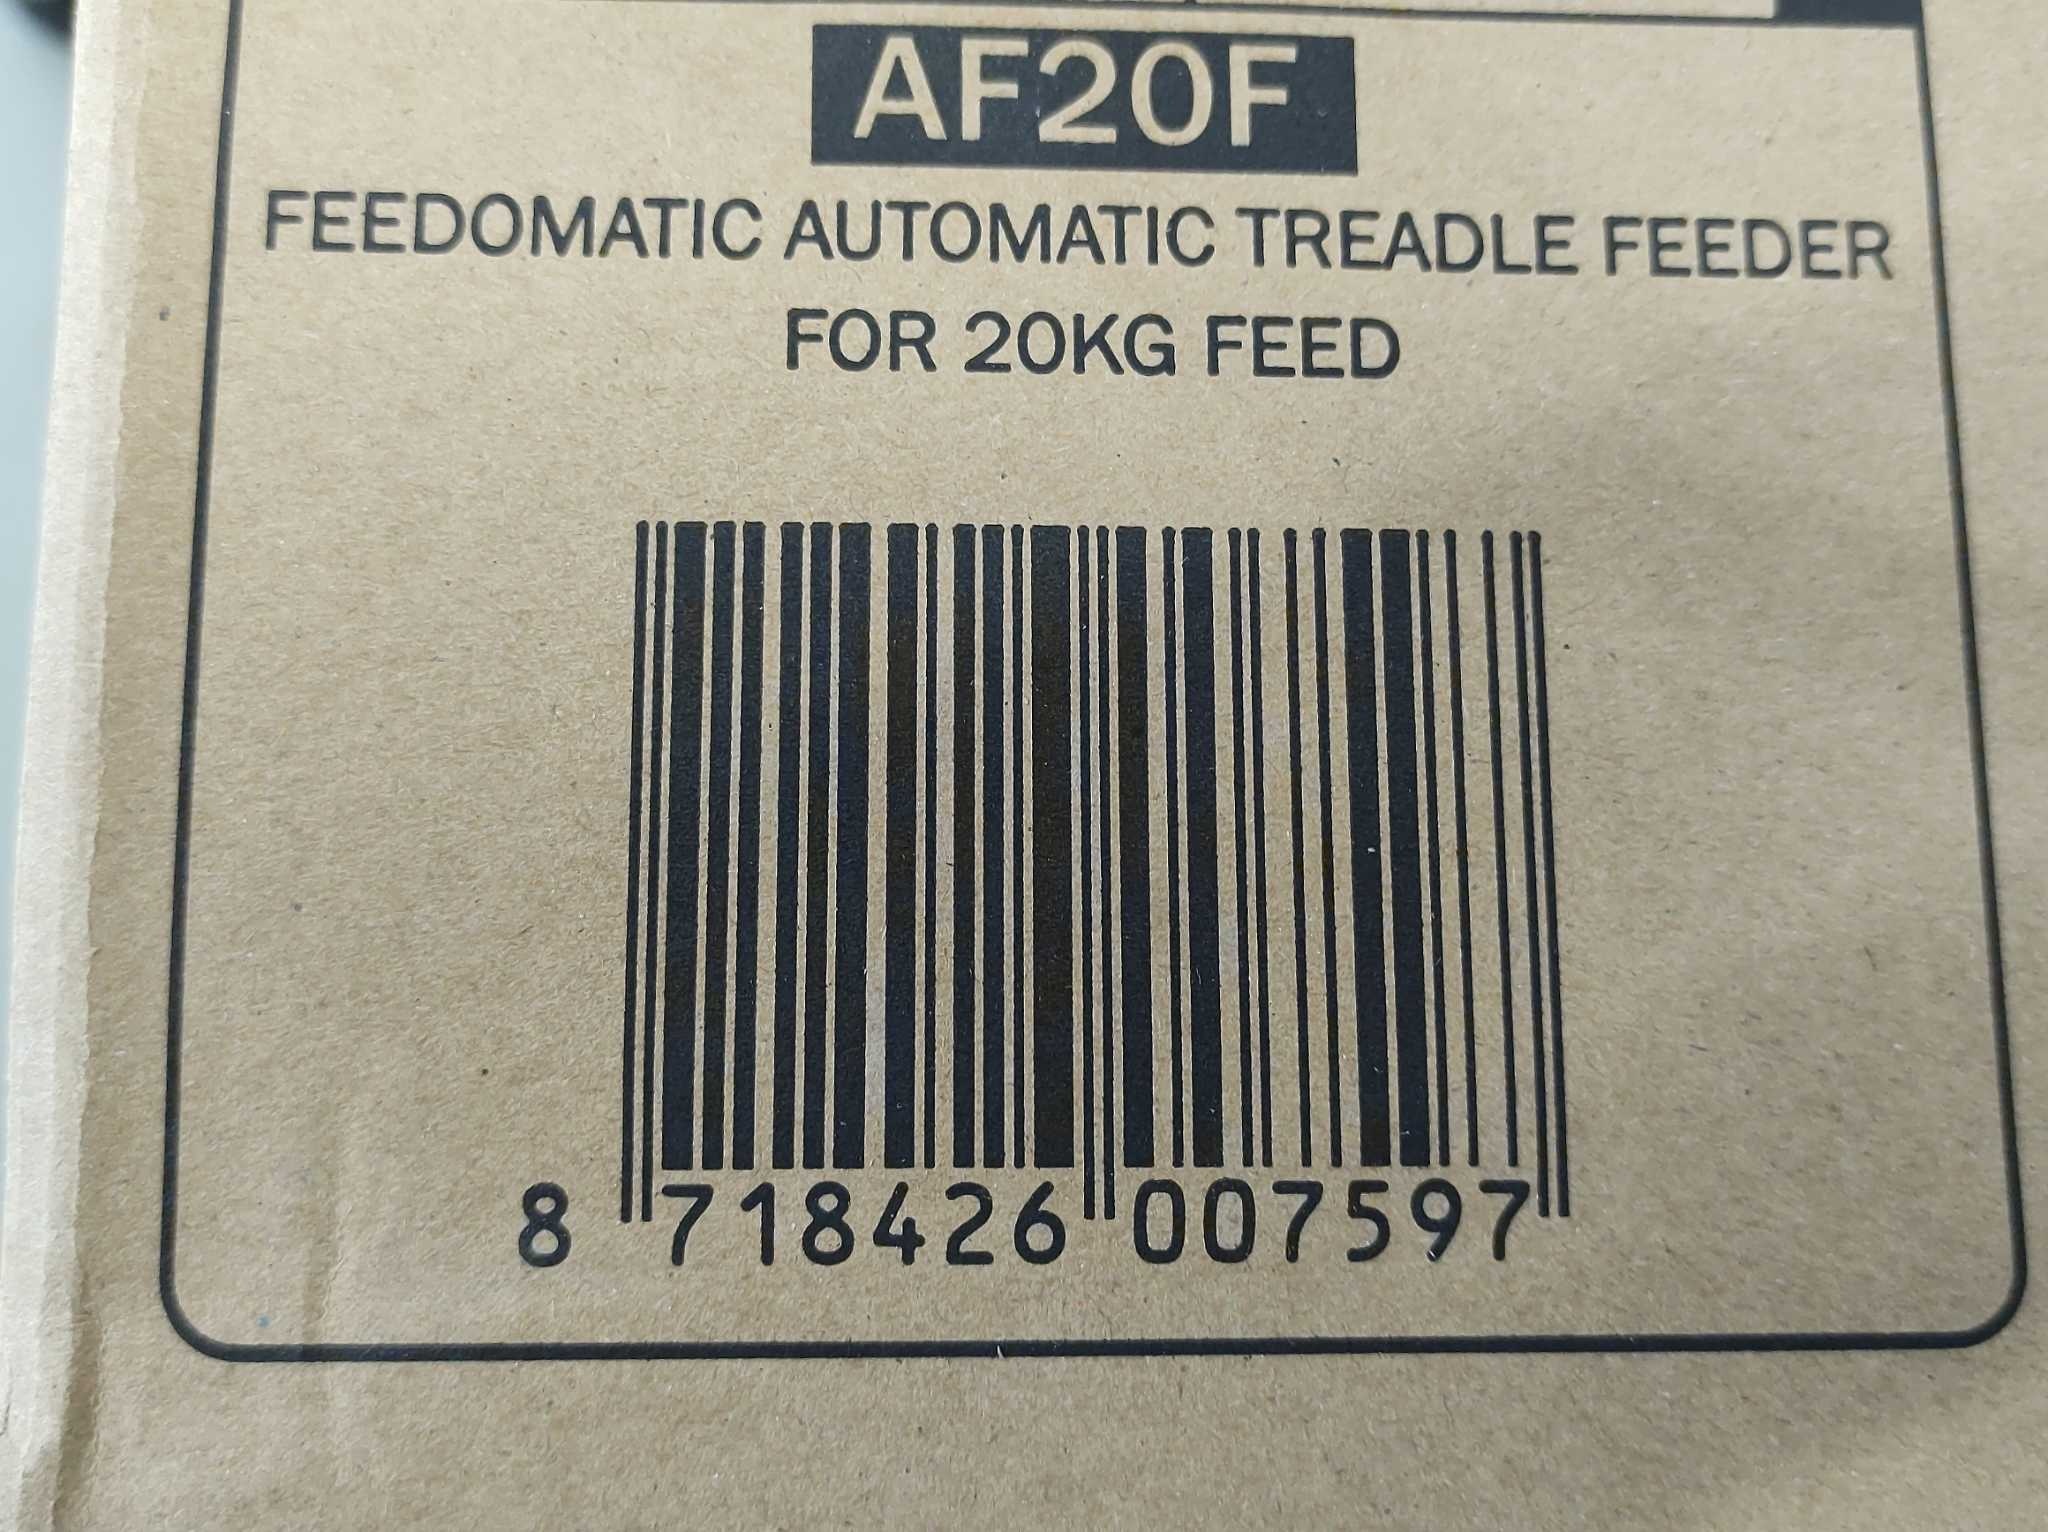 AF20F
FEEDOMATIC AUTOMATIC TREADLE FEEDER
FOR 20KG FEED
8 718426 007597